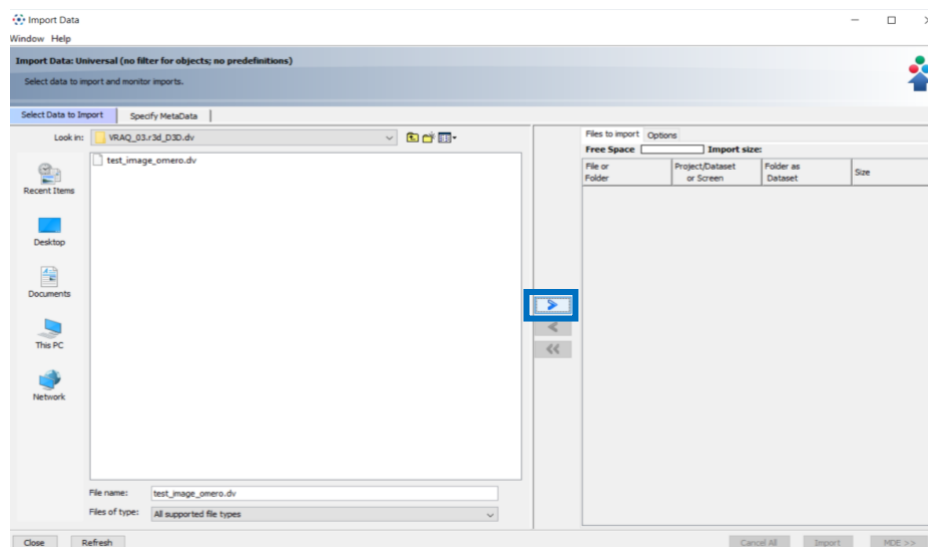 Import Data
Window Help
Import Data: Universal (no filter for objects; no predefinitions)
Select data to import and monitor imports.
Select Data to Import Specify MetaData
Look in: VRAQ_03.r3d_D3D.dv
test_image_omero.dv
Recent Items
Desktop
Documents
This PC
Network
File name: test_image_omero.dv
Files of type: All supported file types
Files to import Options
Free Space Import size:
File or Folder Project/Dataset or Screen Folder as Dataset Size
> 
<
<<
Close Refresh Cancel All Import MDE >>